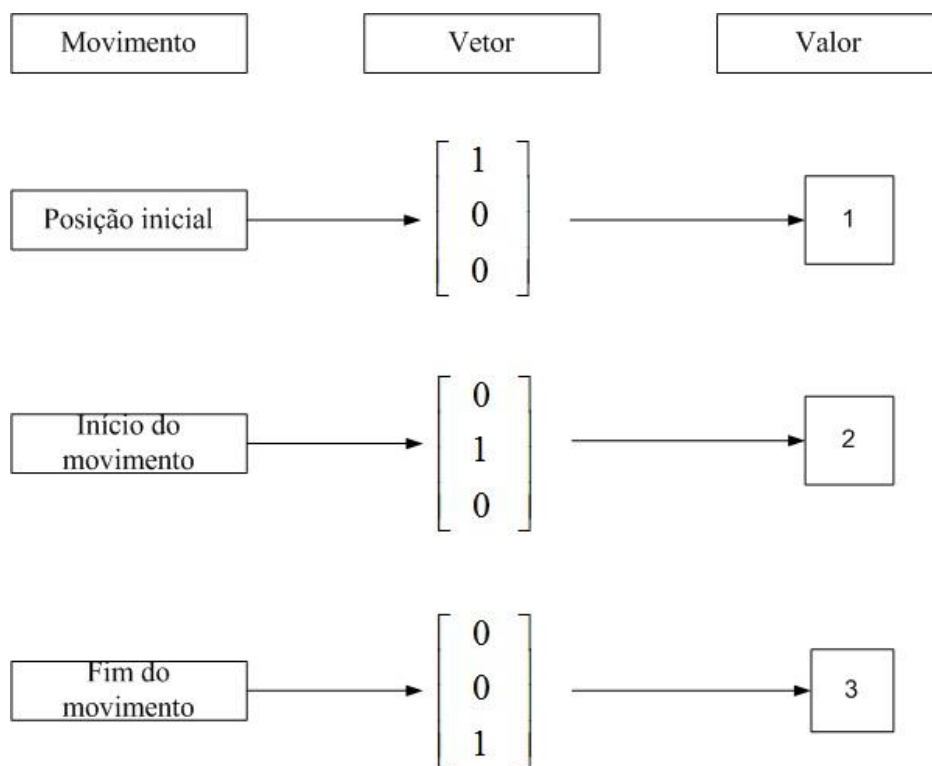 Movimento
Vetor
Valor
1
0
0
Posição inicial
1
0
1
0
Início do
movimento
2
0
0
1
Fim do
movimento
3